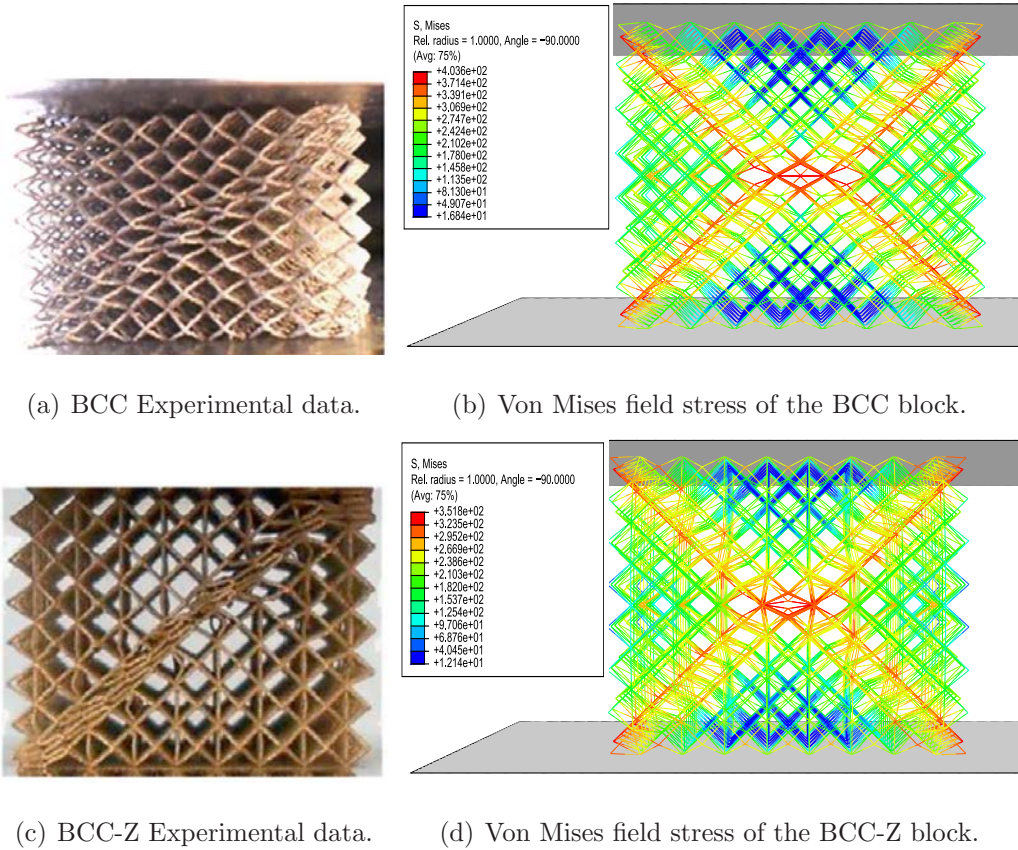 S, Mises
Rel. radius = 1.0000, Angle = −90.0000
(Avg: 75%)
+4.036e+02
+3.714e+02
+3.391e+02
+3.069e+02
+2.747e+02
+2.424e+02
+2.102e+02
+1.780e+02
+1.458e+02
+1.135e+02
+8.130e+01
+4.907e+01
+1.684e+01
(a) BCC Experimental data.
(b) Von Mises field stress of the BCC block.
S, Mises
Rel. radius = 1.0000, Angle = −90.0000
(Avg: 75%)
+3.518e+02
+3.235e+02
+2.952e+02
+2.669e+02
+2.386e+02
+2.103e+02
+1.820e+02
+1.537e+02
+1.254e+02
+9.706e+01
+6.876e+01
+4.045e+01
+1.214e+01
(c) BCC-Z Experimental data.
(d) Von Mises field stress of the BCC-Z block.